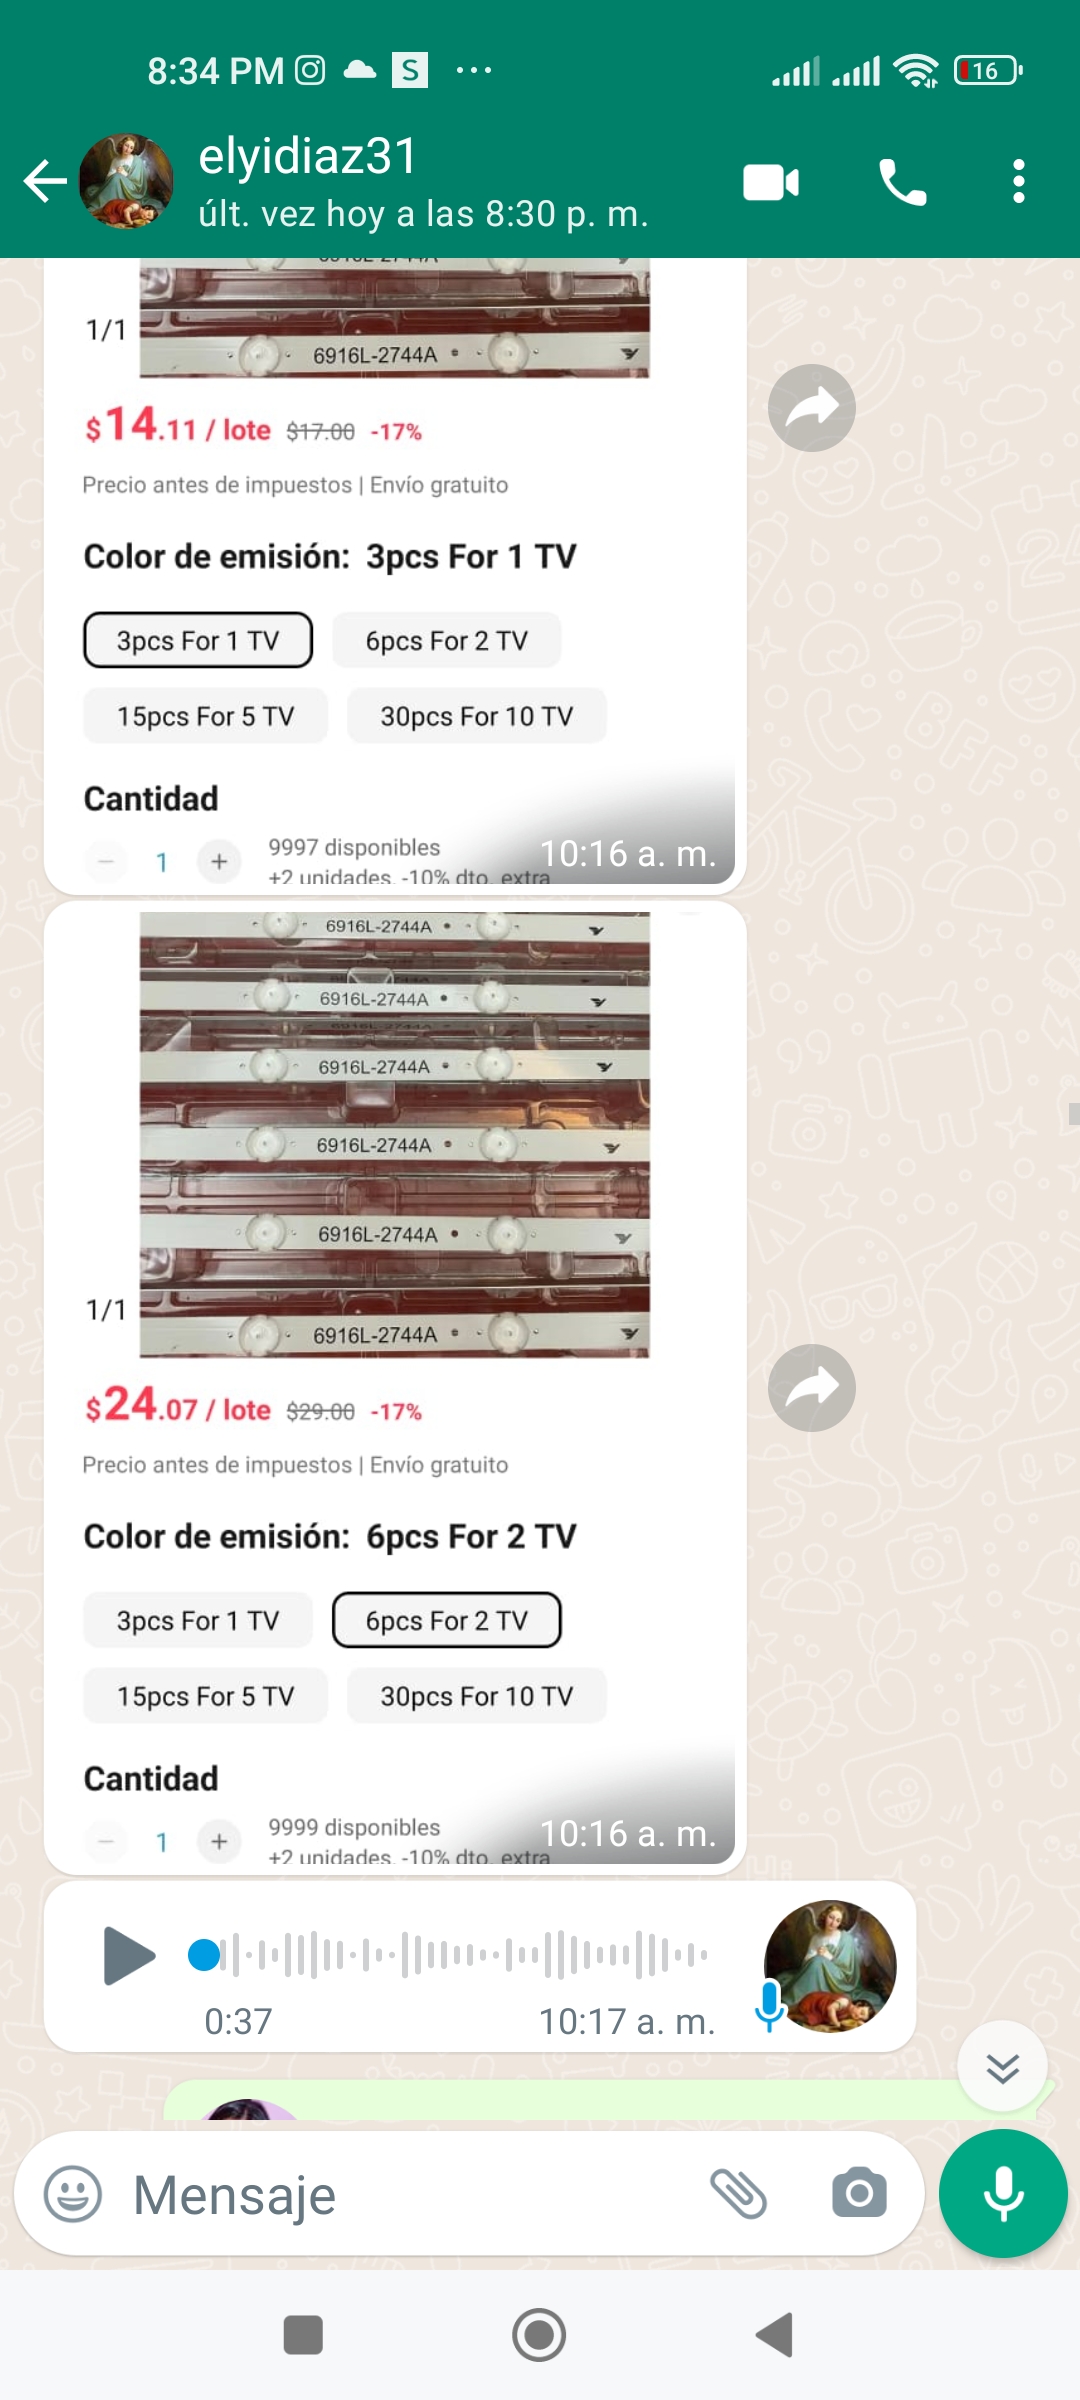 8:34 PM S ...
16
elyidiaz31
últ. vez hoy a las 8:30 p. m.
1/1
6916L-2744A
$14.11 / lote $17.00 -17%
Precio antes de impuestos | Envío gratuito
Color de emisión: 3pcs For 1 TV
3pcs For 1 TV 6pcs For 2 TV
15pcs For 5 TV 30pcs For 10 TV
Cantidad
1 + 9997 disponibles
+2 unidades. -10% dto. extra
10:16 a. m.
6916L-2744A
6916L-2744A
6916L-2744A
6916L-2744A
6916L-2744A
1/1
6916L-2744A
$24.07 / lote $29.00 -17%
Precio antes de impuestos | Envío gratuito
Color de emisión: 6pcs For 2 TV
3pcs For 1 TV 6pcs For 2 TV
15pcs For 5 TV 30pcs For 10 TV
Cantidad
1 + 9999 disponibles
+2 unidades. -10% dto. extra
10:16 a. m.
0:37 10:17 a. m.
Mensaje